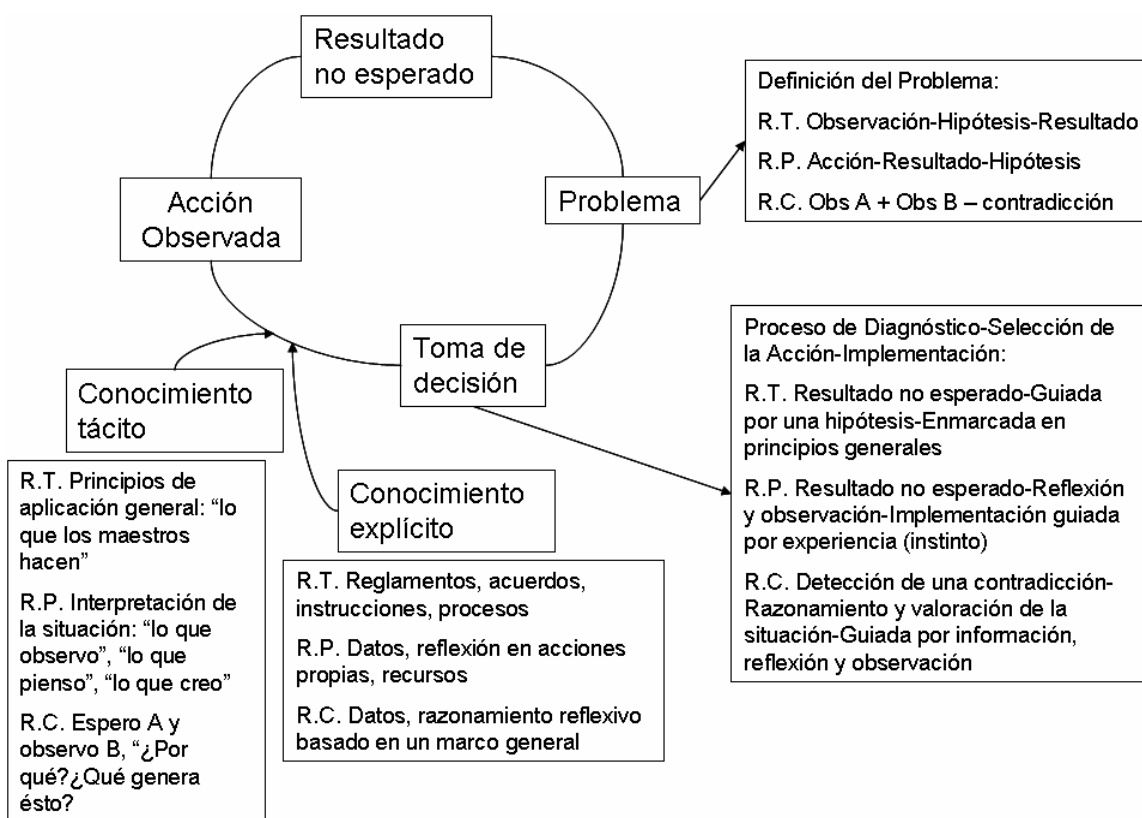 Resultado
no esperado
Acción
Observada
Problema
Toma de
decisión
Definición del Problema:
R.T. Observación-Hipótesis-Resultado
R.P. Acción-Resultado-Hipótesis
R.C. Obs A + Obs B – contradicción
Conocimiento
tácito
R.T. Principios de
aplicación general: “lo
que los maestros
hacen”
R.P. Interpretación de
la situación: “lo que
observo”, “lo que
pienso”, “lo que creo”
R.C. Espero A y
observo B, “¿Por
qué?¿Qué genera
ésto?
Conocimiento
explícito
R.T. Reglamentos, acuerdos,
instrucciones, procesos
R.P. Datos, reflexión en acciones
propias, recursos
R.C. Datos, razonamiento reflexivo
basado en un marco general
Proceso de Diagnóstico-Selección de
la Acción-Implementación:
R.T. Resultado no esperado-Guiada
por una hipótesis-Enmarcada en
principios generales
R.P. Resultado no esperado-Reflexión
y observación-Implementación guiada
por experiencia (instinto)
R.C. Detección de una contradicción-
Razonamiento y valoración de la
situación-Guiada por información,
reflexión y observación